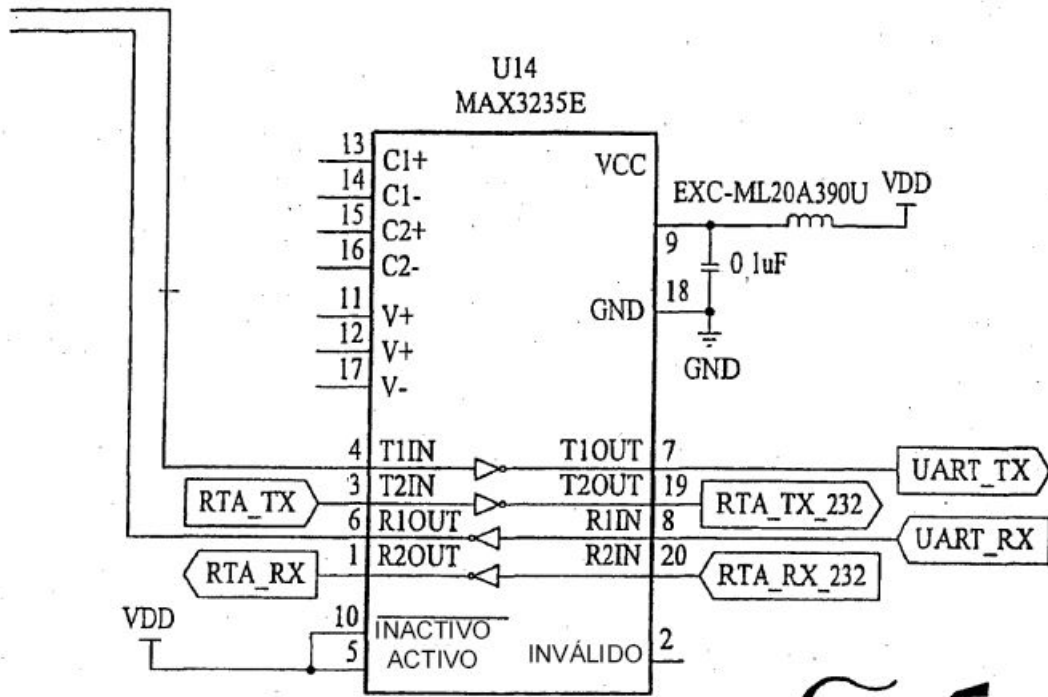 U14
MAX3235E
13 C1+ VCC
14 C1-
15 C2+ EXC-ML20A390U VDD
16 C2- 9 0,1uF
11 V+ GND 18
12 V+ GND
17 V-
4 T1IN T1OUT 7 UART_TX
RTA_TX 3 T2IN T2OUT 19 RTA_TX_232
6 R1OUT R1IN 8 UART_RX
RTA_RX 1 R2OUT R2IN 20 RTA_RX_232
VDD
10 INACTIVO
5 ACTIVO INVÁLIDO 2